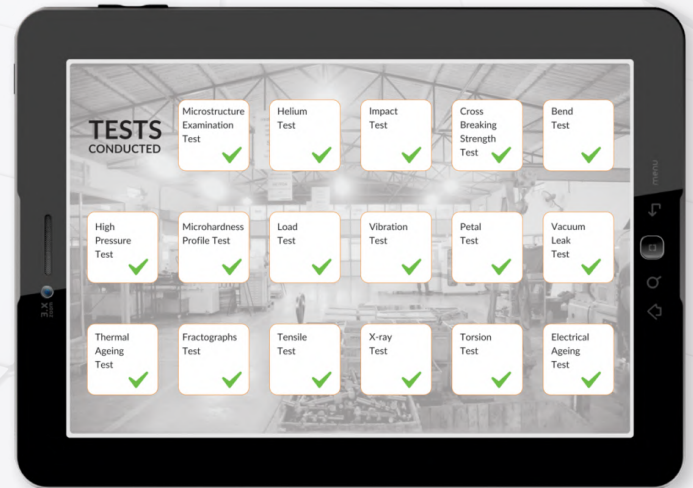 TESTS
CONDUCTED
Microstructure
Examination
Test
Helium
Test
Impact
Test
Cross
Breaking
Strength
Test
Bend
Test
High
Pressure
Test
Microhardness
Profile Test
Load
Test
Vibration
Test
Petal
Test
Vacuum
Leak
Test
Thermal
Ageing
Test
Fractographs
Test
Tensile
Test
X-ray
Test
Torsion
Test
Electrical
Ageing
Test
menu
3.X
zoom